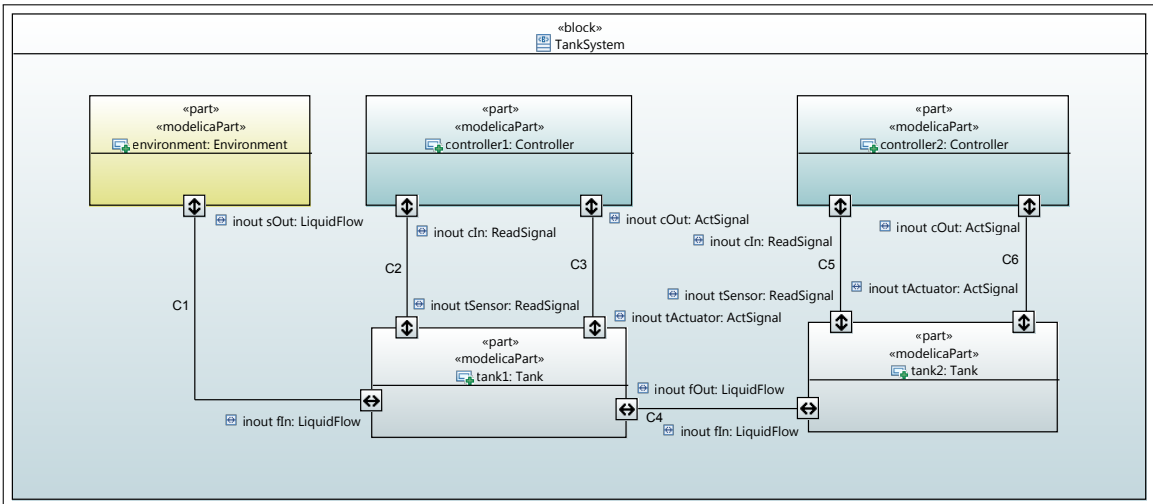 «block»
TankSystem
«part»
«modelicaPart»
environment: Environment
«part»
«modelicaPart»
controller1: Controller
«part»
«modelicaPart»
controller2: Controller
inout sOut: LiquidFlow
inout cIn: ReadSignal
inout cOut: ActSignal
inout cIn: ReadSignal
inout cOut: ActSignal
C1
C2
C3
C5
C6
inout tSensor: ReadSignal
inout tActuator: ActSignal
inout tSensor: ReadSignal
inout tActuator: ActSignal
«part»
«modelicaPart»
tank1: Tank
«part»
«modelicaPart»
tank2: Tank
inout fIn: LiquidFlow
inout fOut: LiquidFlow
C4
inout fIn: LiquidFlow